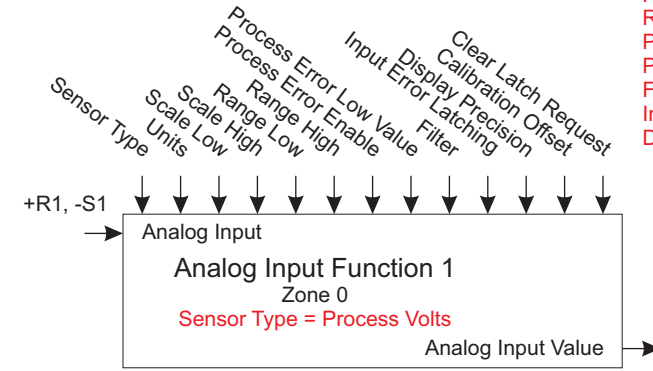 Sensor Type
Units
Scale Low
Scale High
Range Low
Range High
Process Error Enable
Process Error Low Value
Filter
Input Error Latching
Display Precision
Calibration Offset
Clear Latch Request
+R1, -S1
Analog Input
Analog Input Function 1
Zone 0
Sensor Type = Process Volts
Analog Input Value
R
P
P
F
In
D